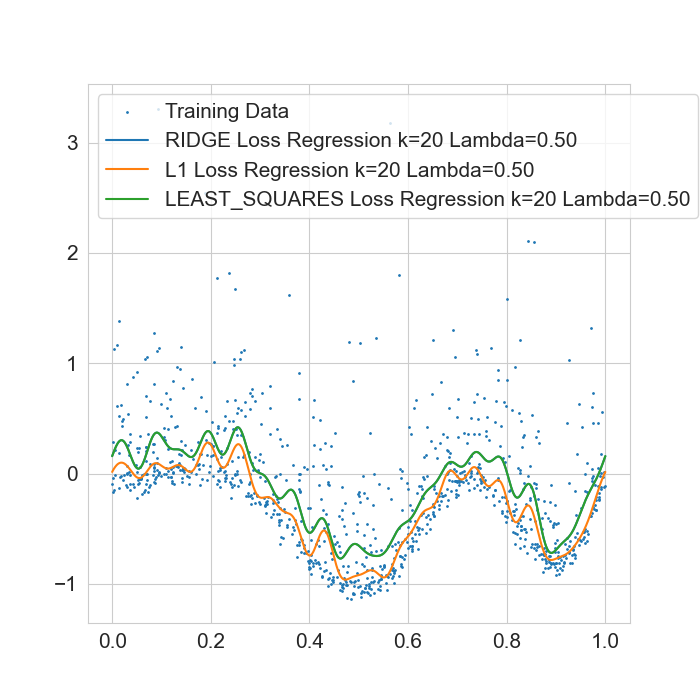 Training Data
RIDGE Loss Regression k=20 Lambda=0.50
L1 Loss Regression k=20 Lambda=0.50
LEAST_SQUARES Loss Regression k=20 Lambda=0.50
3
2
1
0
−1
0.0 0.2 0.4 0.6 0.8 1.0